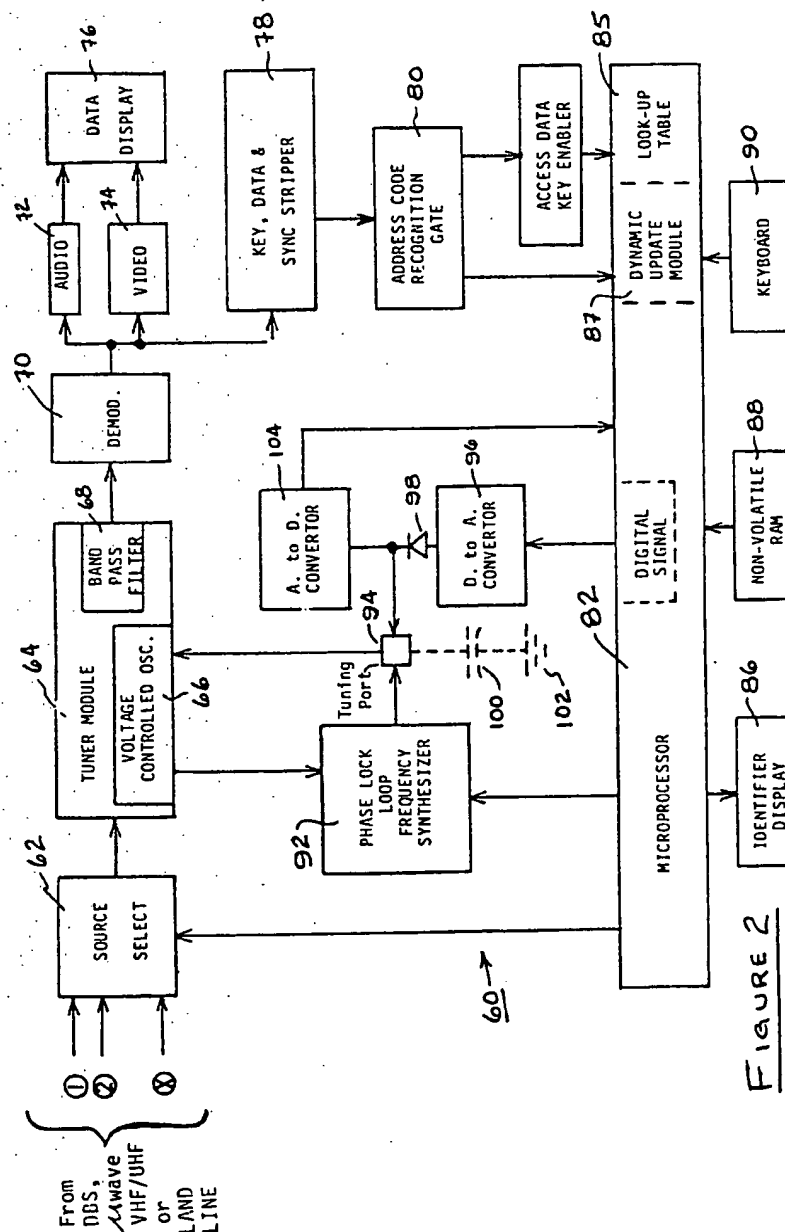 From
DBS,
μwave
VHF/UHF
or
LAND
LINE
①
②
Ⓧ
62
SOURCE
SELECT
64
TUNER MODULE
VOLTAGE
CONTROLLED OSC.
66
68
BAND
PASS
FILTER
70
DEMOD.
72
AUDIO
74
VIDEO
76
DATA
DISPLAY
78
KEY, DATA &
SYNC STRIPPER
80
ADDRESS CODE
RECOGNITION
GATE
ACCESS DATA
KEY ENABLER
85
LOOK-UP
TABLE
DYNAMIC
UPDATE
MODULE
87
90
KEYBOARD
104
A. to D.
CONVERTOR
98
96
D. to A.
CONVERTOR
94
Tuning
Port
100
102
PHASE LOCK
LOOP
FREQUENCY
SYNTHESIZER
92
DIGITAL
SIGNAL
82
MICROPROCESSOR
88
NON-VOLATILE
RAM
86
IDENTIFIER
DISPLAY
60
FIGURE 2